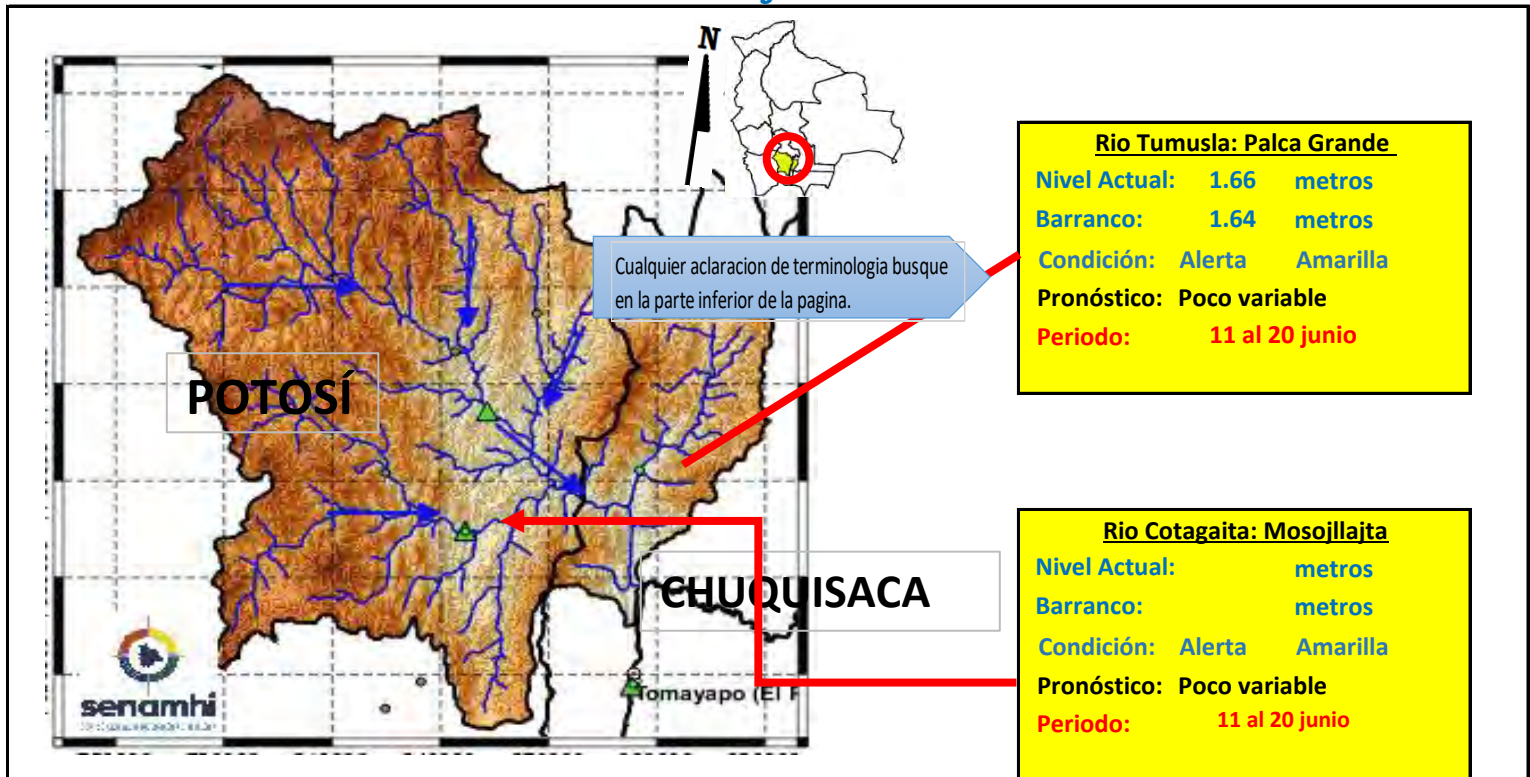 N
Cualquier aclaracion de terminologia busque
en la parte inferior de la pagina.
POTOSÍ
CHUQUISACA
senamhi
Tomayapo (El
Rio Tumusla: Palca Grande
Nivel Actual: 1.66 metros
Barranco: 1.64 metros
Condición: Alerta Amarilla
Pronóstico: Poco variable
Periodo: 11 al 20 junio
Rio Cotagaita: Mosojllajta
Nivel Actual: metros
Barranco: metros
Condición: Alerta Amarilla
Pronóstico: Poco variable
Periodo: 11 al 20 junio